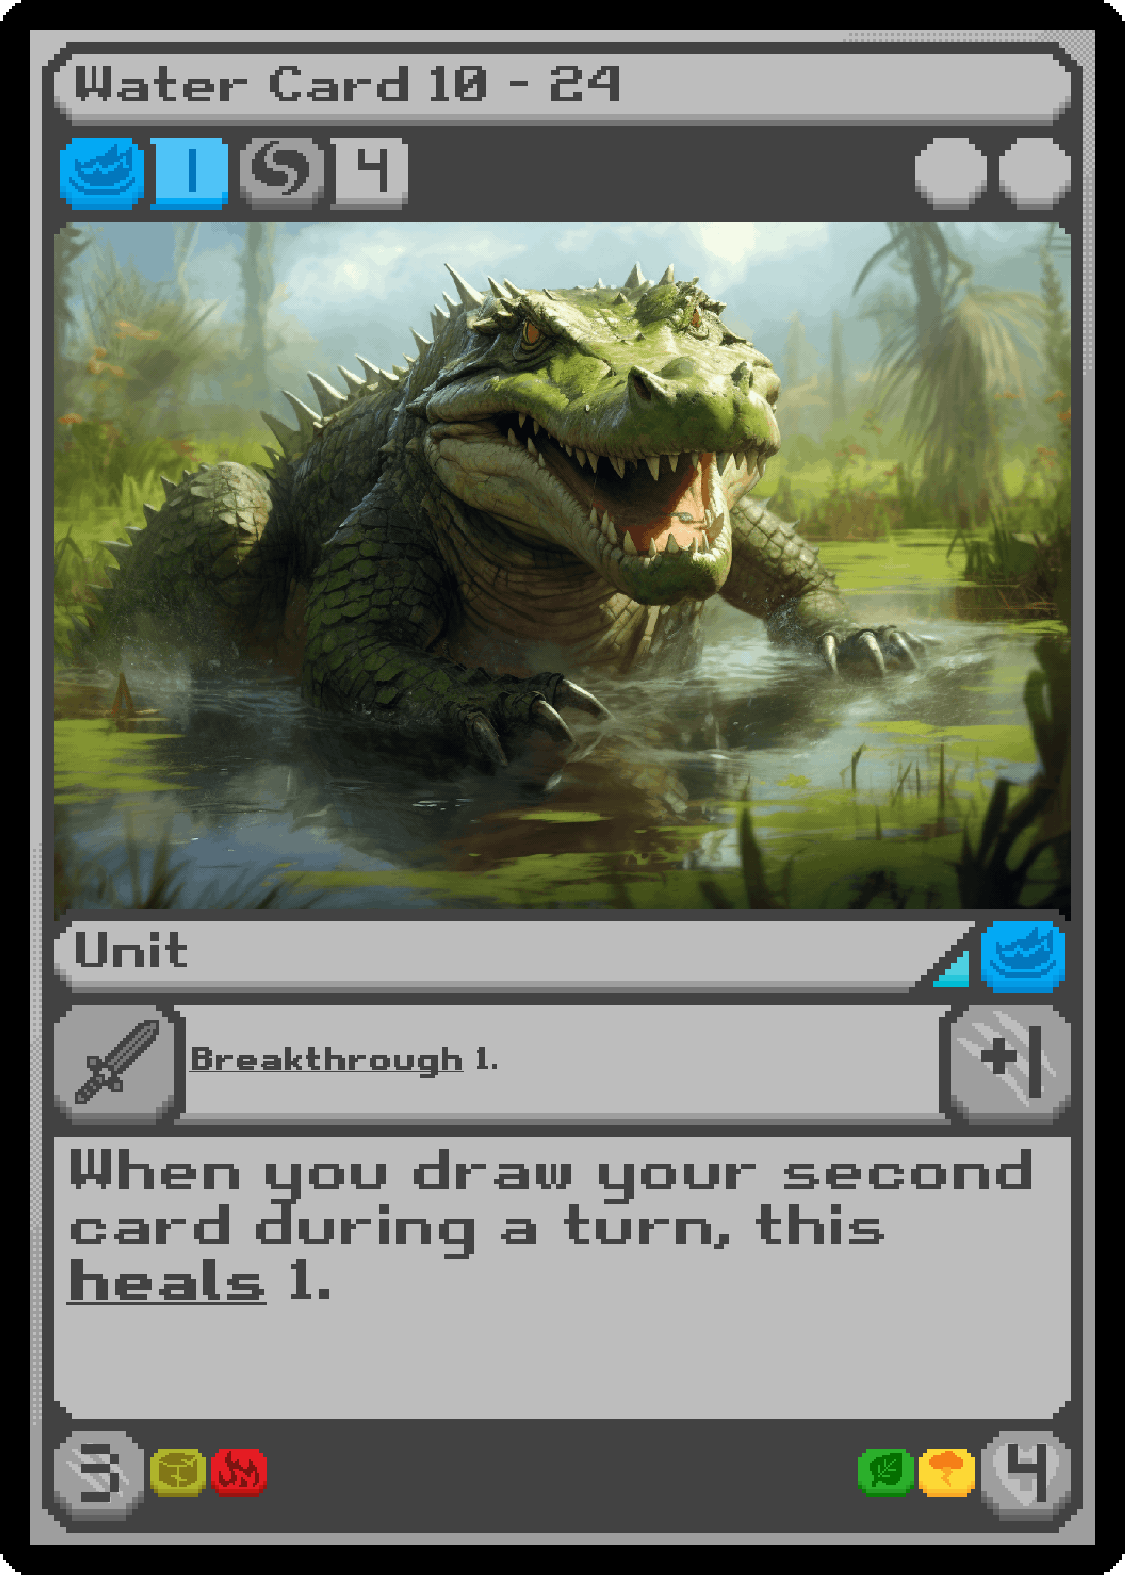 Water Card 10 - 24
1 4
Unit
Breakthrough 1.
+1
When you draw your second
card during a turn, this
heals 1.
3 4